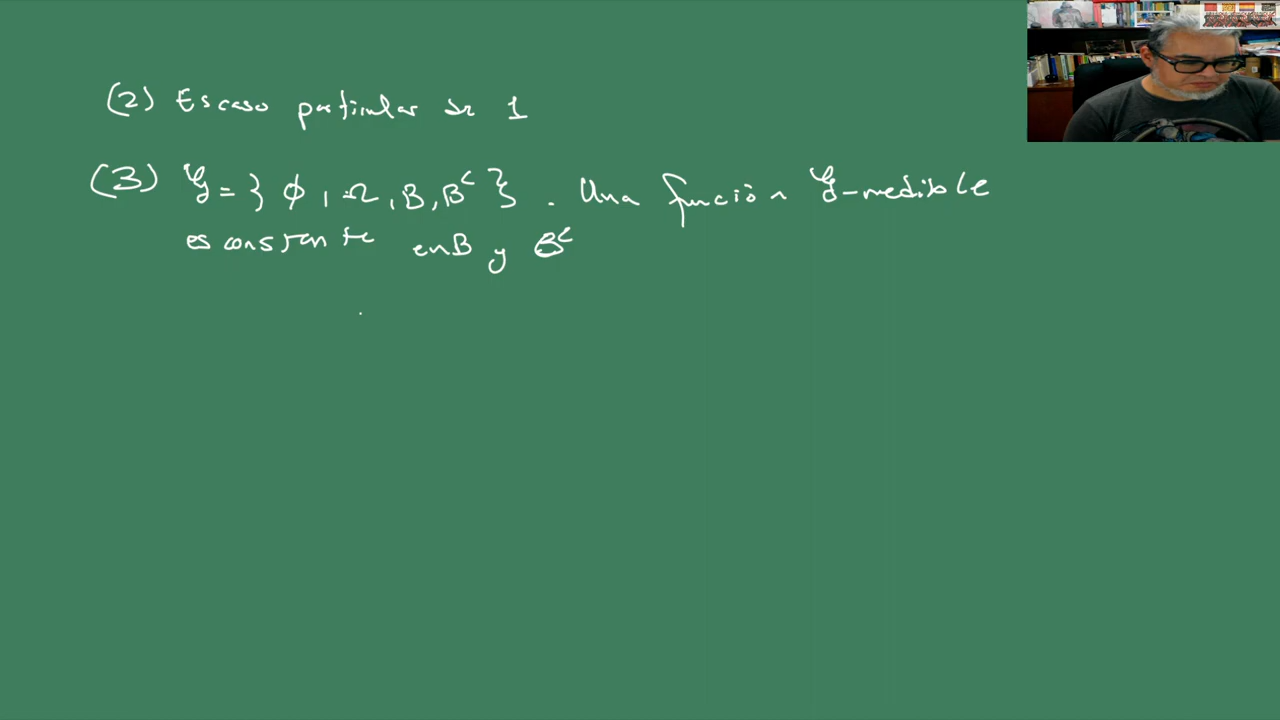 (2) Es caso particular de 1
(3) 𝒢 = { ∅, Ω, B, B^c } . Una función 𝒢-medible
es constante en B y B^c